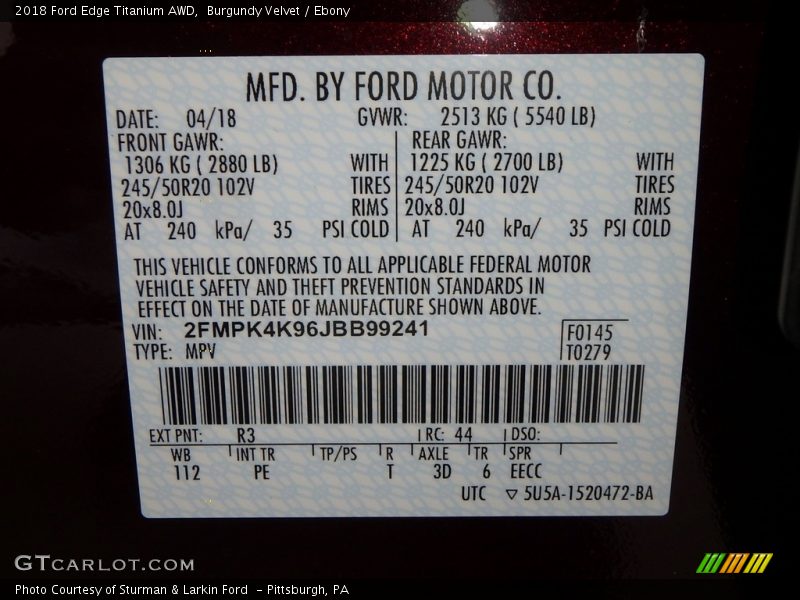 2018 Ford Edge Titanium AWD, Burgundy Velvet / Ebony
MFD. BY FORD MOTOR CO.
DATE: 04/18 GVWR: 2513 KG ( 5540 LB)
FRONT GAWR: REAR GAWR:
1306 KG ( 2880 LB) WITH 1225 KG ( 2700 LB) WITH
245/50R20 102V TIRES 245/50R20 102V TIRES
20x8.0J RIMS 20x8.0J RIMS
AT 240 kPa/ 35 PSI COLD AT 240 kPa/ 35 PSI COLD
THIS VEHICLE CONFORMS TO ALL APPLICABLE FEDERAL MOTOR
VEHICLE SAFETY AND THEFT PREVENTION STANDARDS IN
EFFECT ON THE DATE OF MANUFACTURE SHOWN ABOVE.
VIN: 2FMPK4K96JBB99241 F0145
TYPE: MPV T0279
EXT PNT: R3 RC: 44 DSO:
WB INT TR TP/PS R AXLE TR SPR
112 PE T 3D 6 EECC
UTC ▽ 5U5A-1520472-BA
GTCARLOT.COM
Photo Courtesy of Sturman & Larkin Ford - Pittsburgh, PA